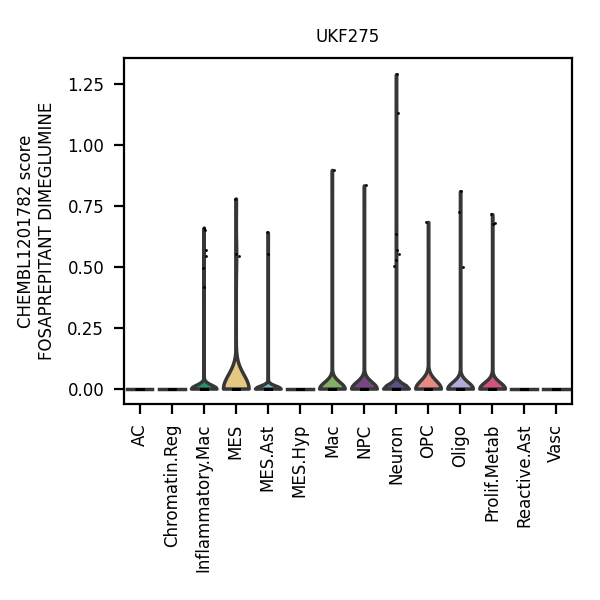 UKF275
CHEMBL1201782 score
FOSAPREPITANT DIMEGLUMINE
1.25
1.00
0.75
0.50
0.25
0.00
AC
Chromatin.Reg
Inflammatory.Mac
MES
MES.Ast
MES.Hyp
Mac
NPC
Neuron
OPC
Oligo
Prolif.Metab
Reactive.Ast
Vasc